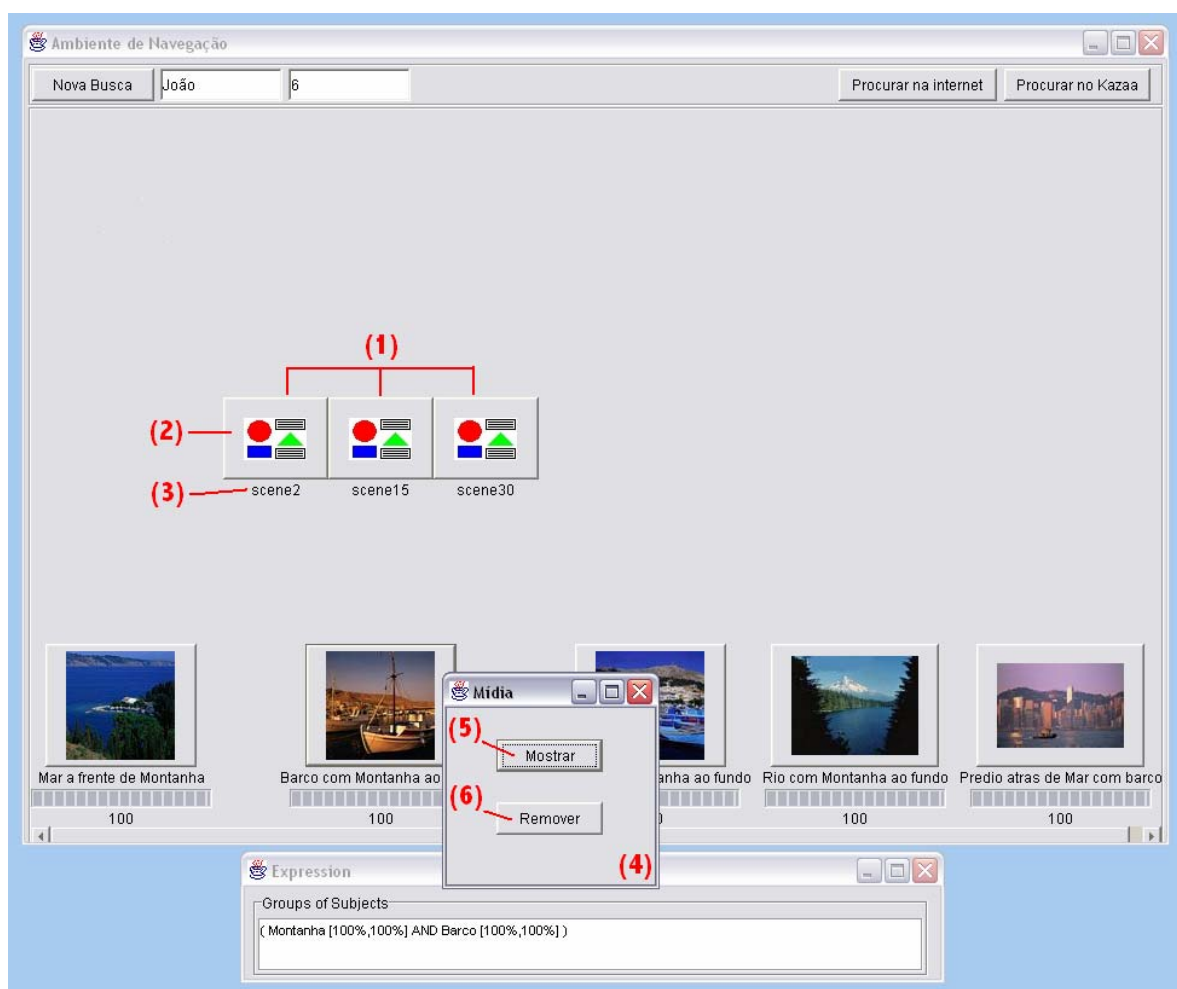 Ambiente de Navegação
Nova Busca João 6 Procurar na internet Procurar no Kazaa
(1)
(2)
(3) scene2 scene15 scene30
Mídia
(5) Mostrar
Mar a frente de Montanha Barco com Montanha ao anha ao fundo Rio com Montanha ao fundo Predio atras de Mar com barco
(6) Remover
100 100 100 100
(4)
Expression
Groups of Subjects
( Montanha [100%,100%] AND Barco [100%,100%] )